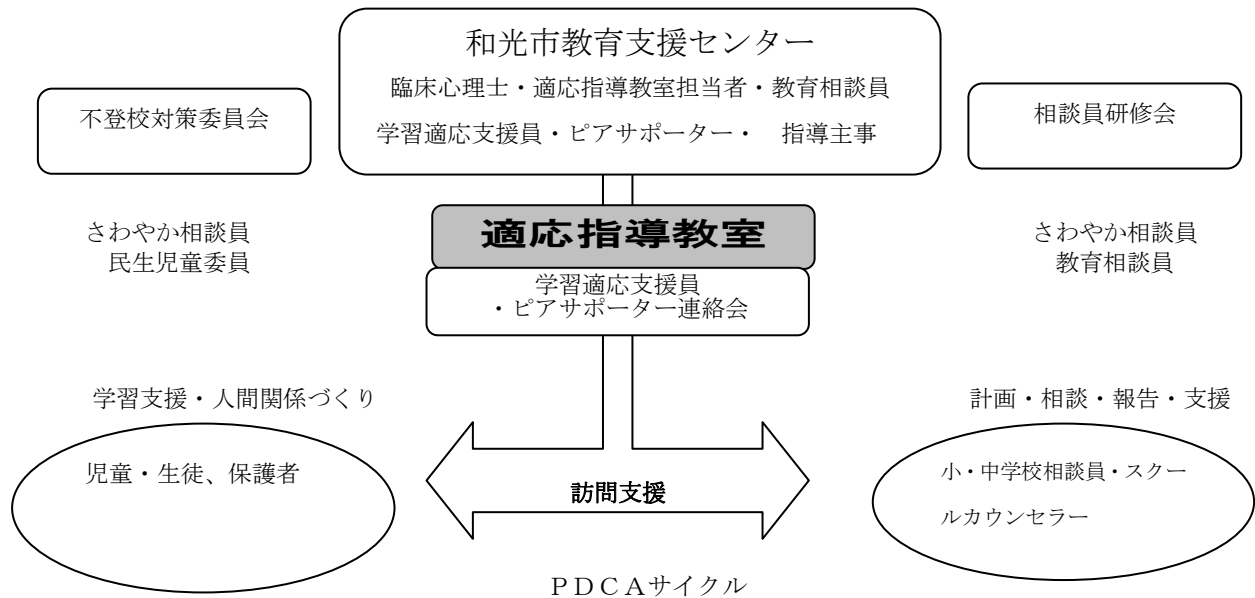 和光市教育支援センター
臨床心理士・適応指導教室担当者・教育相談員
学習適応支援員・ピアサポーター・　指導主事
不登校対策委員会
相談員研修会
さわやか相談員
民生児童委員
適応指導教室
さわやか相談員
教育相談員
学習適応支援員
・ピアサポーター連絡会
学習支援・人間関係づくり
計画・相談・報告・支援
児童・生徒、保護者
訪問支援
小・中学校相談員・スクー
ルカウンセラー
ＰＤＣＡサイクル